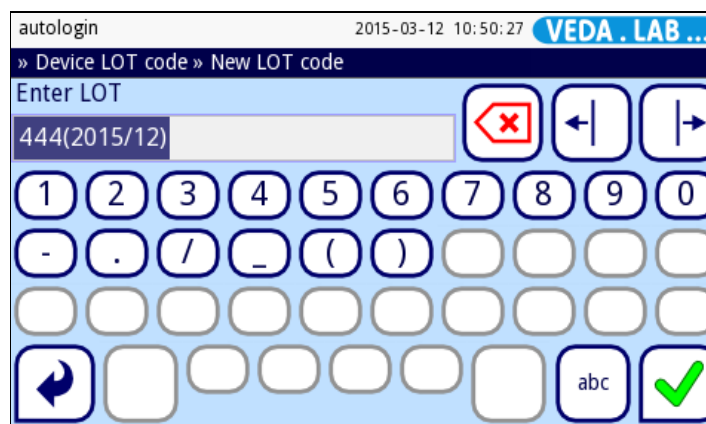 autologin 2015-03-12 10:50:27 VEDA . LAB ...
» Device LOT code » New LOT code
Enter LOT
444(2015/12)
1 2 3 4 5 6 7 8 9 0
- . / _ ( )
abc